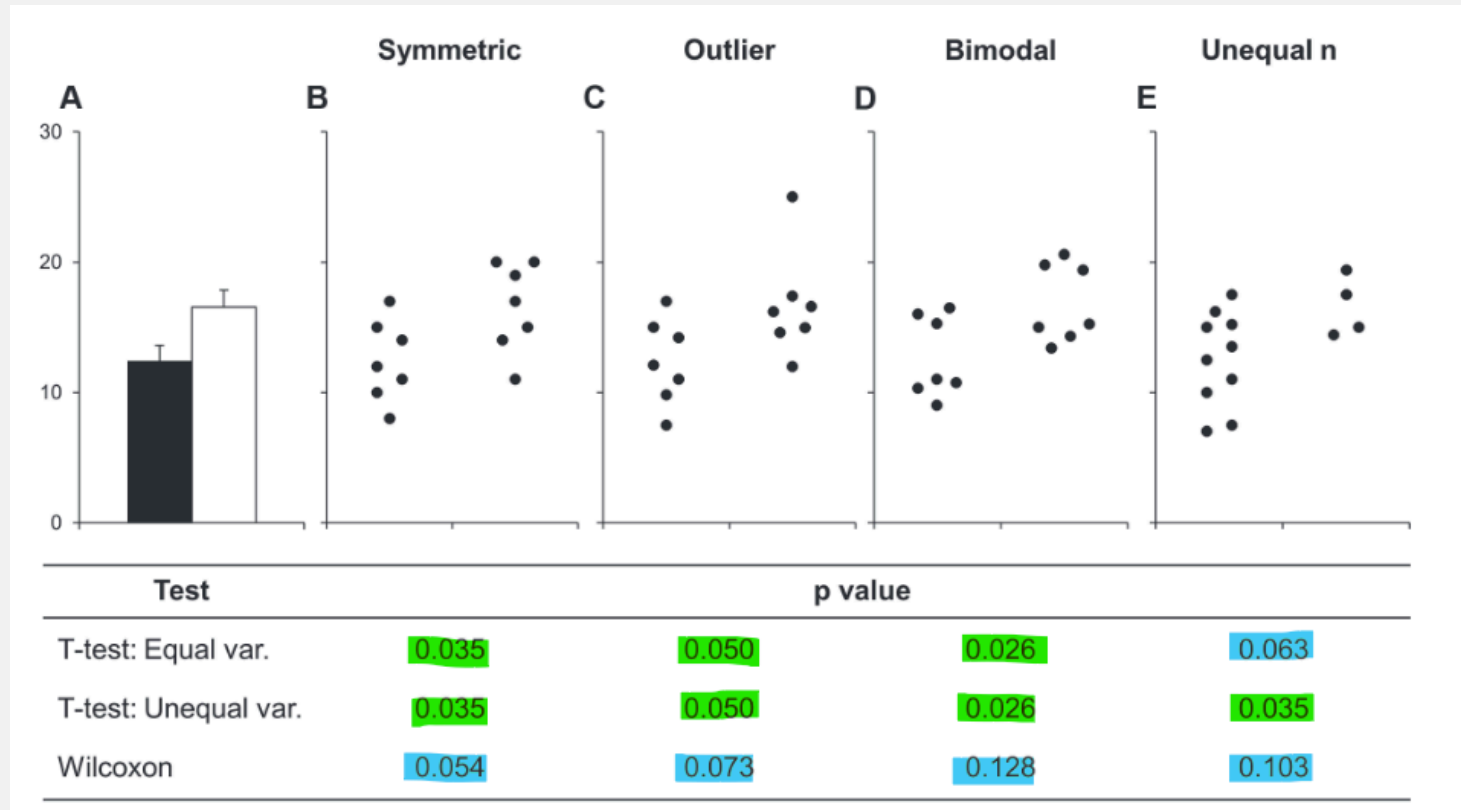 Symmetric Outlier Bimodal Unequal n
A B C D E
30
20
10
0
Test p value
T-test: Equal var. 0.035 0.050 0.026 0.063
T-test: Unequal var. 0.035 0.050 0.026 0.035
Wilcoxon 0.054 0.073 0.128 0.103